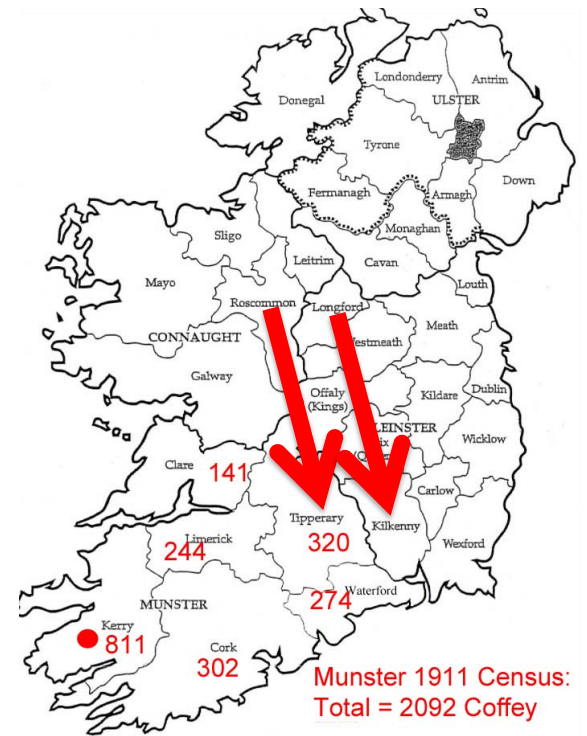 Londonderry
Antrim
Donegal
ULSTER
Tyrone
Fermanagh
Armagh
Down
Monaghan
Sligo
Leitrim
Cavan
Mayo
Louth
Roscommon
Longford
Meath
CONNAUGHT
Westmeath
Galway
Offaly
(Kings)
Kildare
Dublin
LEINSTER
Wicklow
Clare
141
Carlow
Tipperary
320
Kilkenny
Limerick
244
Wexford
Waterford
274
MUNSTER
Kerry
811
Cork
302
Munster 1911 Census:
Total = 2092 Coffey